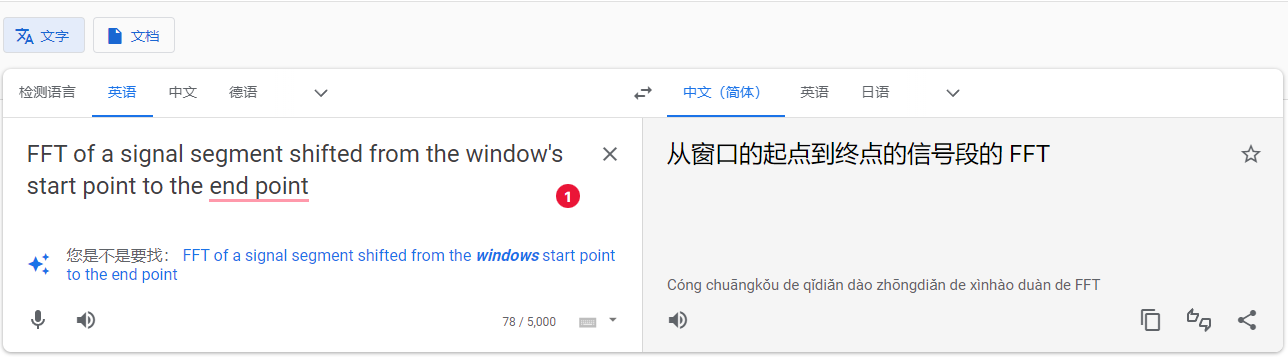 文字
文档
检测语言 英语 中文 德语
中文（简体） 英语 日语
FFT of a signal segment shifted from the window's
start point to the end point
1
从窗口的起点到终点的信号段的 FFT
您是不是要找： FFT of a signal segment shifted from the windows start point
to the end point
Cóng chuāngkǒu de qǐdiǎn dào zhōngdiǎn de xìnhào duàn de FFT
78 / 5,000